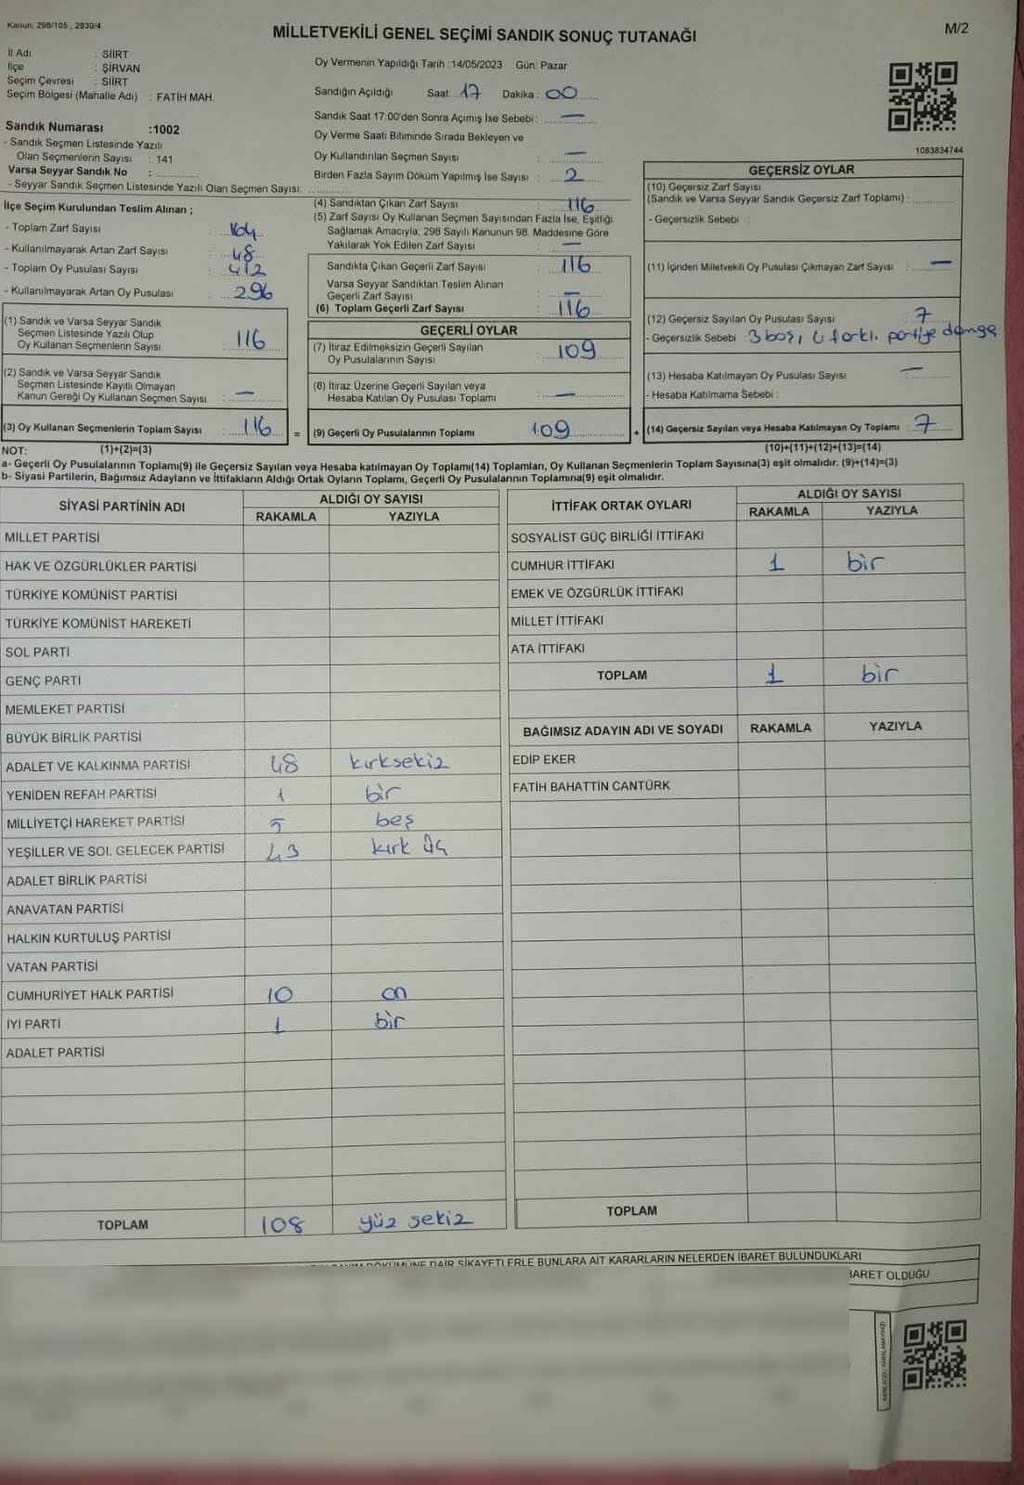 Kanun: 298/105, 2839/4
MİLLETVEKİLİ GENEL SEÇİMİ SANDIK SONUÇ TUTANAĞI
M/2
İl Adı : SİİRT
İlçe : ŞİRVAN
Seçim Çevresi : SİİRT
Seçim Bölgesi (Mahalle Adı) : FATİH MAH.
Sandık Numarası :1002
- Sandık Seçmen Listesinde Yazılı
Olan Seçmenlerin Sayısı : 141
Varsa Seyyar Sandık No :
- Seyyar Sandık Seçmen Listesinde Yazılı Olan Seçmen Sayısı:
Oy Vermenin Yapıldığı Tarih :14/05/2023 Gün: Pazar
Sandığın Açıldığı Saat: 17 Dakika: 00
Sandık Saat 17:00'den Sonra Açılmış İse Sebebi : —
Oy Verme Saati Bitiminde Sırada Bekleyen ve
Oy Kullandırılan Seçmen Sayısı : —
Birden Fazla Sayım Döküm Yapılmış İse Sayısı : 2
1083834744
İlçe Seçim Kurulundan Teslim Alınan ;
- Toplam Zarf Sayısı : 164
- Kullanılmayarak Artan Zarf Sayısı : 48
- Toplam Oy Pusulası Sayısı : 412
- Kullanılmayarak Artan Oy Pusulası : 296
(1) Sandık ve Varsa Seyyar Sandık
Seçmen Listesinde Yazılı Olup
Oy Kullanan Seçmenlerin Sayısı 116
(2) Sandık ve Varsa Seyyar Sandık
Seçmen Listesinde Kayıtlı Olmayan
Kanun Gereği Oy Kullanan Seçmen Sayısı : —
(3) Oy Kullanan Seçmenlerin Toplam Sayısı : 116 =
(4) Sandıktan Çıkan Zarf Sayısı : 116
(5) Zarf Sayısı Oy Kullanan Seçmen Sayısından Fazla İse, Eşitliği
Sağlamak Amacıyla; 298 Sayılı Kanunun 98. Maddesine Göre
Yakılarak Yok Edilen Zarf Sayısı : —
Sandıkta Çıkan Geçerli Zarf Sayısı : 116
Varsa Seyyar Sandıktan Teslim Alınan
Geçerli Zarf Sayısı : —
(6) Toplam Geçerli Zarf Sayısı : 116
GEÇERLİ OYLAR
(7) İtiraz Edilmeksizin Geçerli Sayılan
Oy Pusulalarının Sayısı : 109
(8) İtiraz Üzerine Geçerli Sayılan veya
Hesaba Katılan Oy Pusulası Toplamı : —
(9) Geçerli Oy Pusulalarının Toplamı 109 +
GEÇERSİZ OYLAR
(10) Geçersiz Zarf Sayısı
(Sandık ve Varsa Seyyar Sandık Geçersiz Zarf Toplamı) :
- Geçersizlik Sebebi :
(11) İçinden Milletvekili Oy Pusulası Çıkmayan Zarf Sayısı : —
(12) Geçersiz Sayılan Oy Pusulası Sayısı : 7
- Geçersizlik Sebebi 3 boş, 4 farklı partiye damga
(13) Hesaba Katılmayan Oy Pusulası Sayısı : —
- Hesaba Katılmama Sebebi :
(14) Geçersiz Sayılan veya Hesaba Katılmayan Oy Toplamı : 7
NOT: (1)+(2)=(3) (10)+(11)+(12)+(13)=(14)
a- Geçerli Oy Pusulalarının Toplamı(9) ile Geçersiz Sayılan veya Hesaba katılmayan Oy Toplamı(14) Toplamları, Oy Kullanan Seçmenlerin Toplam Sayısına(3) eşit olmalıdır. (9)+(14)=(3)
b- Siyasi Partilerin, Bağımsız Adayların ve İttifakların Aldığı Ortak Oyların Toplamı, Geçerli Oy Pusulalarının Toplamına(9) eşit olmalıdır.
SİYASİ PARTİNİN ADI ALDIĞI OY SAYISI
RAKAMLA YAZIYLA
MİLLET PARTİSİ
HAK VE ÖZGÜRLÜKLER PARTİSİ
TÜRKİYE KOMÜNİST PARTİSİ
TÜRKİYE KOMÜNİST HAREKETİ
SOL PARTİ
GENÇ PARTİ
MEMLEKET PARTİSİ
BÜYÜK BİRLİK PARTİSİ
ADALET VE KALKINMA PARTİSİ 48 kırksekiz
YENİDEN REFAH PARTİSİ 1 bir
MİLLİYETÇİ HAREKET PARTİSİ 5 beş
YEŞİLLER VE SOL GELECEK PARTİSİ 43 kırk üç
ADALET BİRLİK PARTİSİ
ANAVATAN PARTİSİ
HALKIN KURTULUŞ PARTİSİ
VATAN PARTİSİ
CUMHURİYET HALK PARTİSİ 10 on
İYİ PARTİ 1 bir
ADALET PARTİSİ
TOPLAM 108 yüz sekiz
İTTİFAK ORTAK OYLARI ALDIĞI OY SAYISI
RAKAMLA YAZIYLA
SOSYALİST GÜÇ BİRLİĞİ İTTİFAKI
CUMHUR İTTİFAKI 1 bir
EMEK VE ÖZGÜRLÜK İTTİFAKI
MİLLET İTTİFAKI
ATA İTTİFAKI
TOPLAM 1 bir
BAĞIMSIZ ADAYIN ADI VE SOYADI RAKAMLA YAZIYLA
EDİP EKER
FATİH BAHATTİN CANTÜRK
TOPLAM
DAİR ŞİKAYETLERLE BUNLARA AİT KARARLARIN NELERDEN İBARET BULUNDUKLARI
BARET OLDUĞU